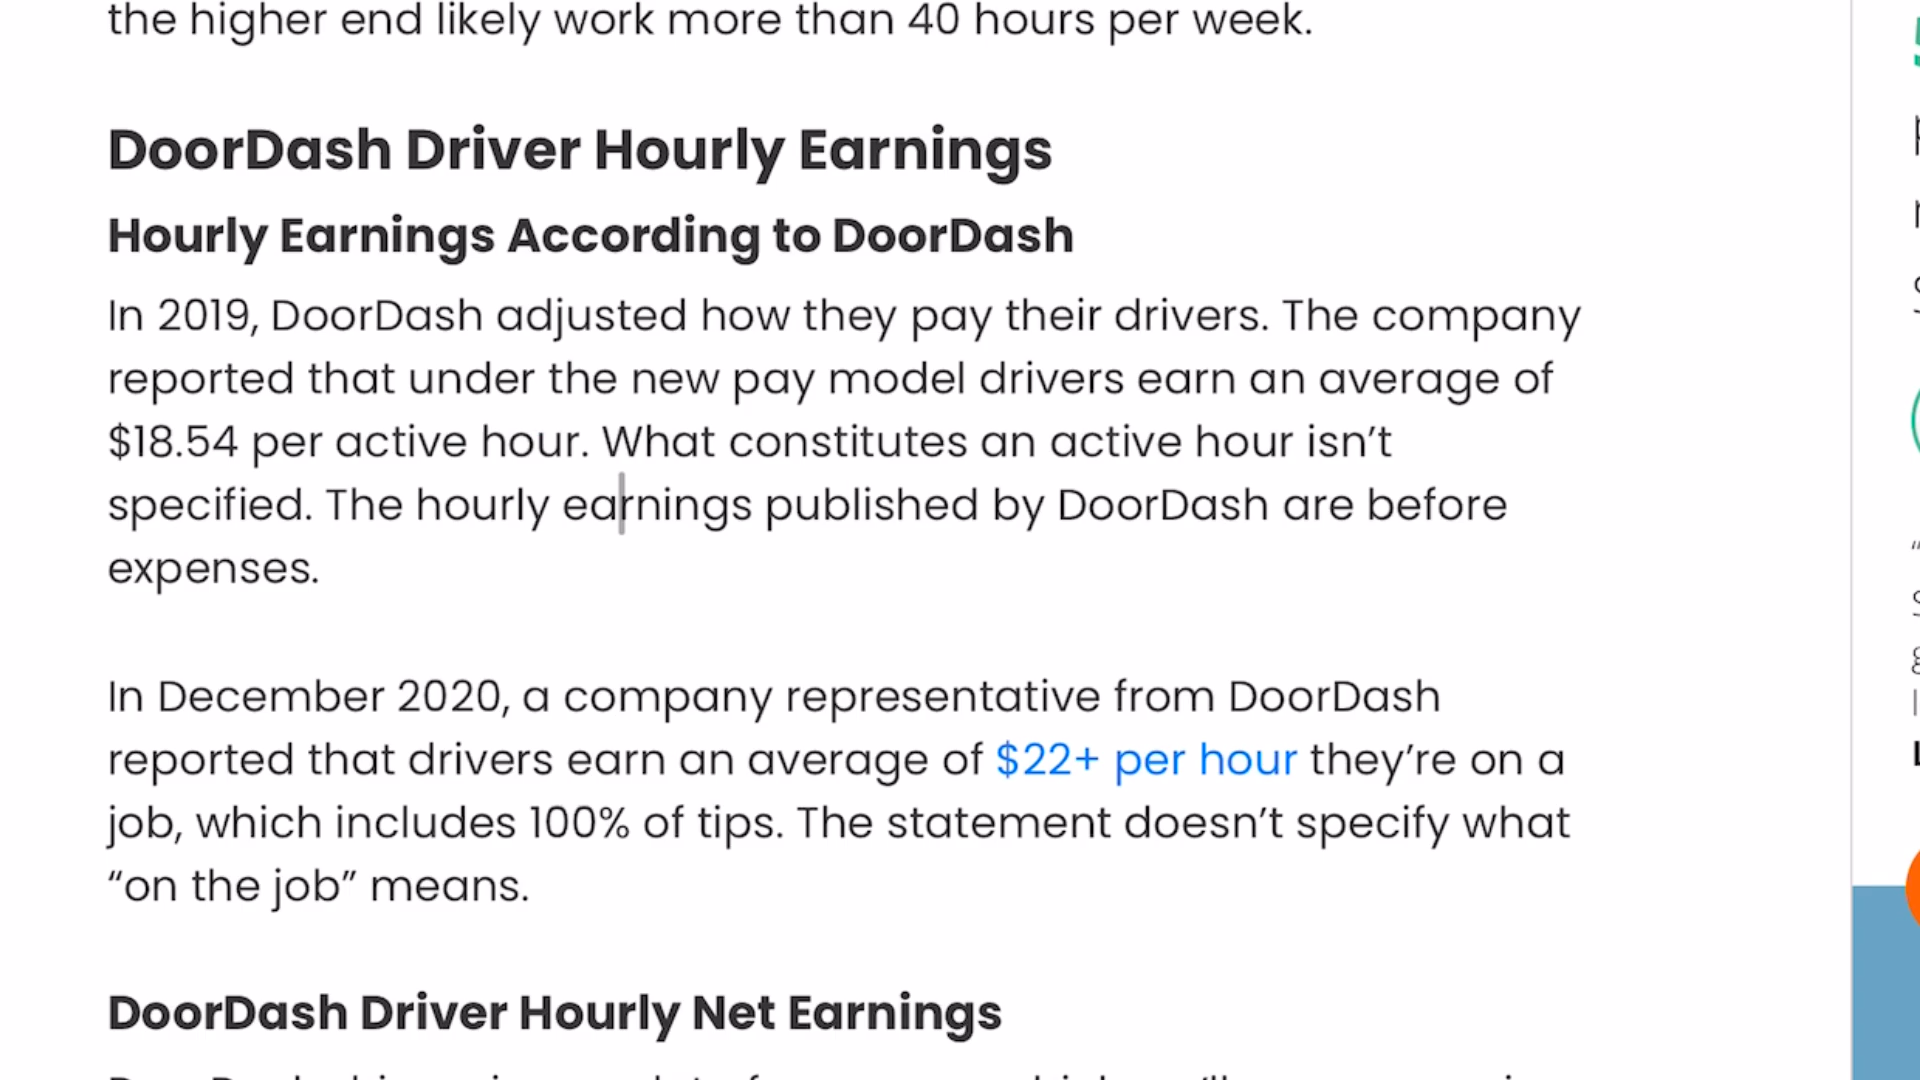 the higher end likely work more than 40 hours per week.
DoorDash Driver Hourly Earnings
Hourly Earnings According to DoorDash
In 2019, DoorDash adjusted how they pay their drivers. The company
reported that under the new pay model drivers earn an average of
$18.54 per active hour. What constitutes an active hour isn’t
specified. The hourly earnings published by DoorDash are before
expenses.
In December 2020, a company representative from DoorDash
reported that drivers earn an average of $22+ per hour they’re on a
job, which includes 100% of tips. The statement doesn’t specify what
“on the job” means.
DoorDash Driver Hourly Net Earnings